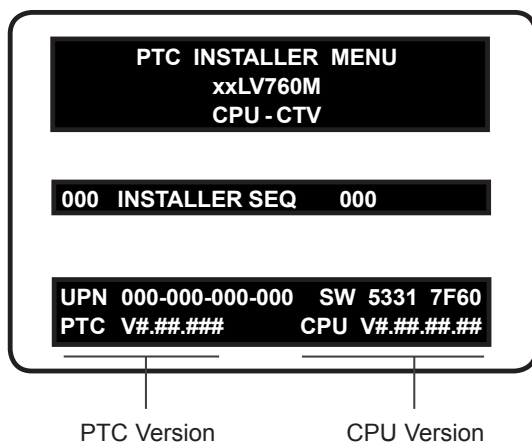 PTC INSTALLER MENU
xxLV760M
CPU - CTV
000 INSTALLER SEQ 000
UPN 000-000-000-000 SW 5331 7F60
PTC V#.##.### CPU V#.##.##.##
PTC Version CPU Version